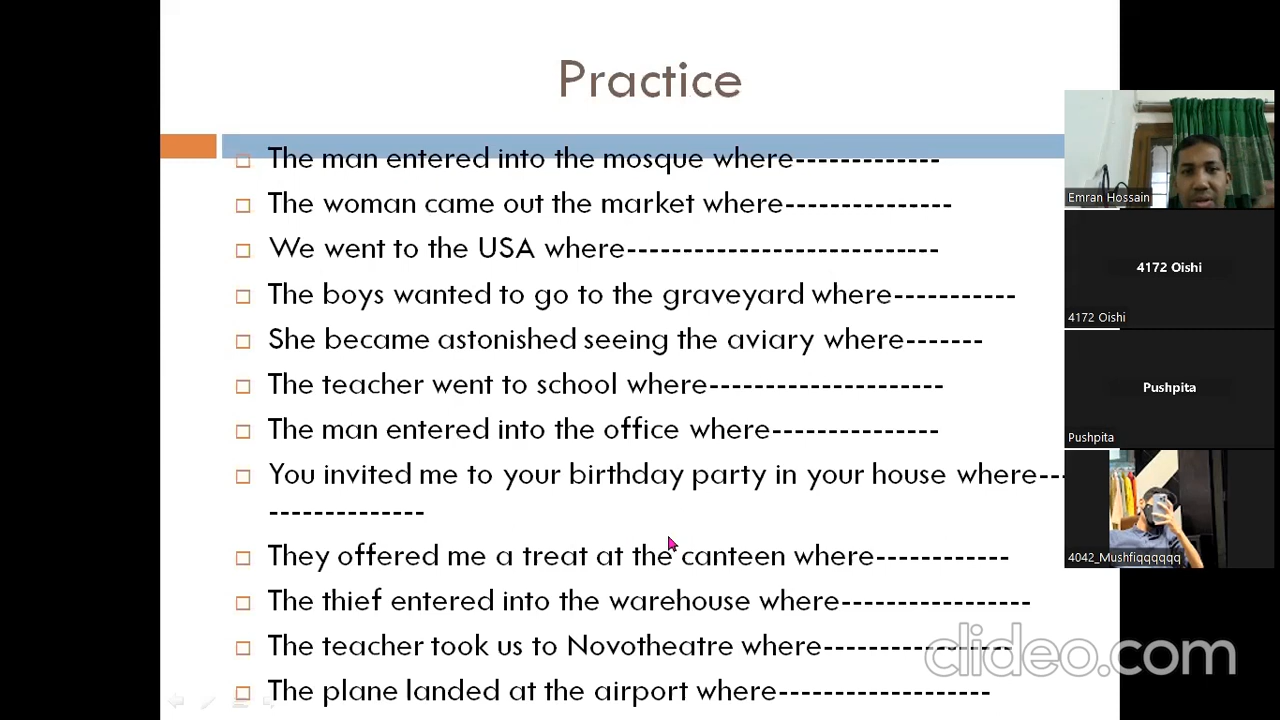 Practice
The man entered into the mosque where-------------
The woman came out the market where---------------
We went to the USA where----------------------------
The boys wanted to go to the graveyard where-----------
She became astonished seeing the aviary where-------
The teacher went to school where---------------------
The man entered into the office where---------------
You invited me to your birthday party in your house where---
--------------
They offered me a treat at the canteen where------------
The thief entered into the warehouse where-----------------
The teacher took us to Novotheatre where-----------------
The plane landed at the airport where-------------------
Emran Hossain
4172 Oishi
4172 Oishi
Pushpita
Pushpita
4042_Mushfiqqqqqq
clideo.com